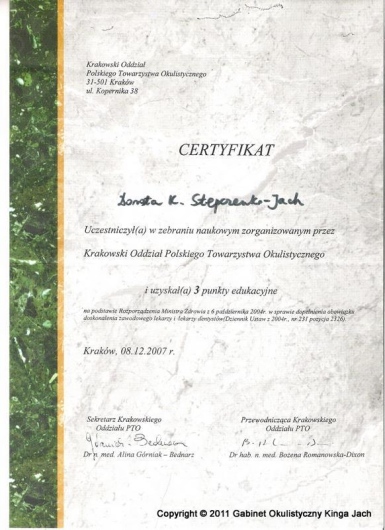 Krakowski Oddział
Polskiego Towarzystwa Okulistycznego
31-501 Kraków
ul. Kopernika 38
CERTYFIKAT
Dorota K. Stepczenko-Jach
Uczestniczył(a) w zebraniu naukowym zorganizowanym przez
Krakowski Oddział Polskiego Towarzystwa Okulistycznego
i uzyskał(a) 3 punkty edukacyjne
na podstawie Rozporządzenia Ministra Zdrowia z 6 października 2004r. w sprawie dopełnienia obowiązku
doskonalenia zawodowego lekarzy i lekarzy dentystów(Dziennik Ustaw z 2004r., nr.231 pozycja 2326).
Kraków, 08.12.2007 r.
Sekretarz Krakowskiego
Oddziału PTO
Dr n. med. Alina Górniak – Bednarz
Przewodnicząca Krakowskiego
Oddziału PTO
Dr hab. n. med. Bożena Romanowska-Dixon
Copyright © 2011 Gabinet Okulistyczny Kinga Jach